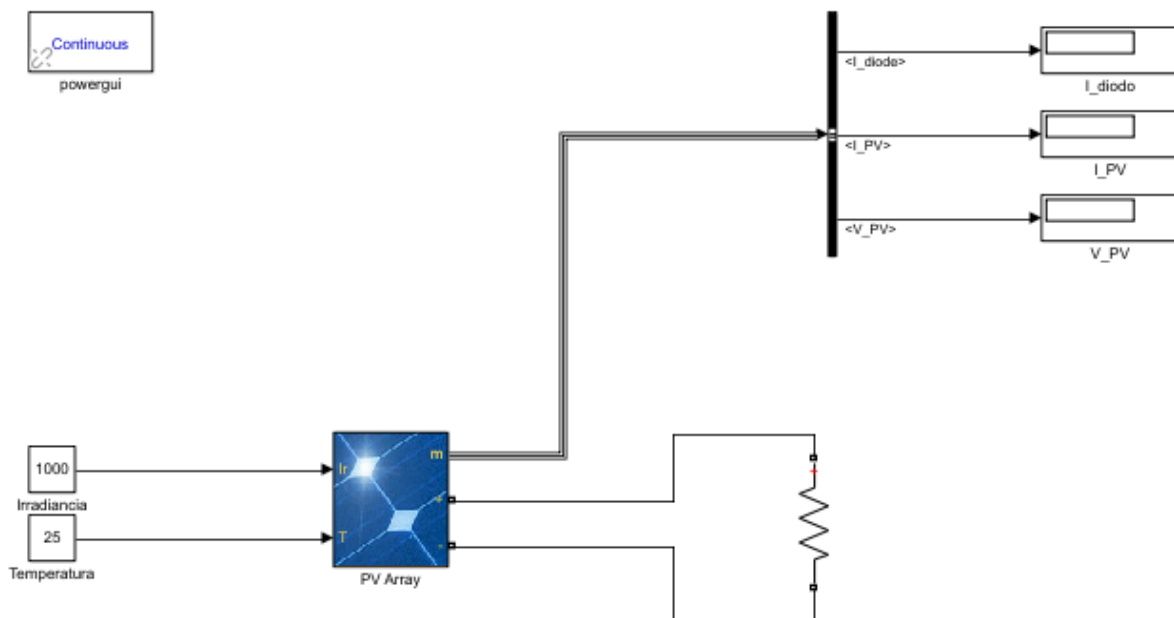 Continuous
powergui
<I_diode>
I_diodo
<I_PV>
I_PV
<V_PV>
V_PV
1000
Irradiancia
25
Temperatura
Ir
T
m
+
-
PV Array
+